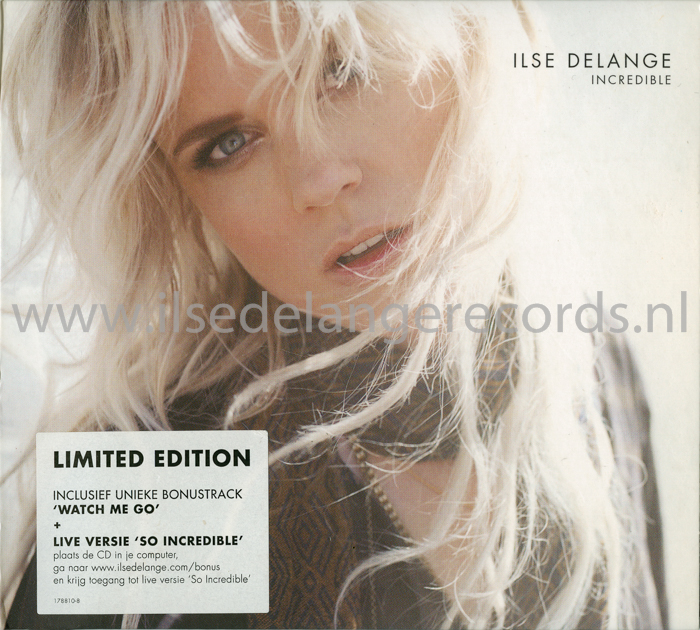 ILSE DELANGE
INCREDIBLE
www.ilsedelangerecords.nl
LIMITED EDITION
INCLUSIEF UNIEKE BONUSTRACK
‘WATCH ME GO’
+
LIVE VERSIE ‘SO INCREDIBLE’
plaats de CD in je computer,
ga naar www.ilsedelange.com/bonus
en krijg toegang tot live versie ‘So Incredible’
178810-8